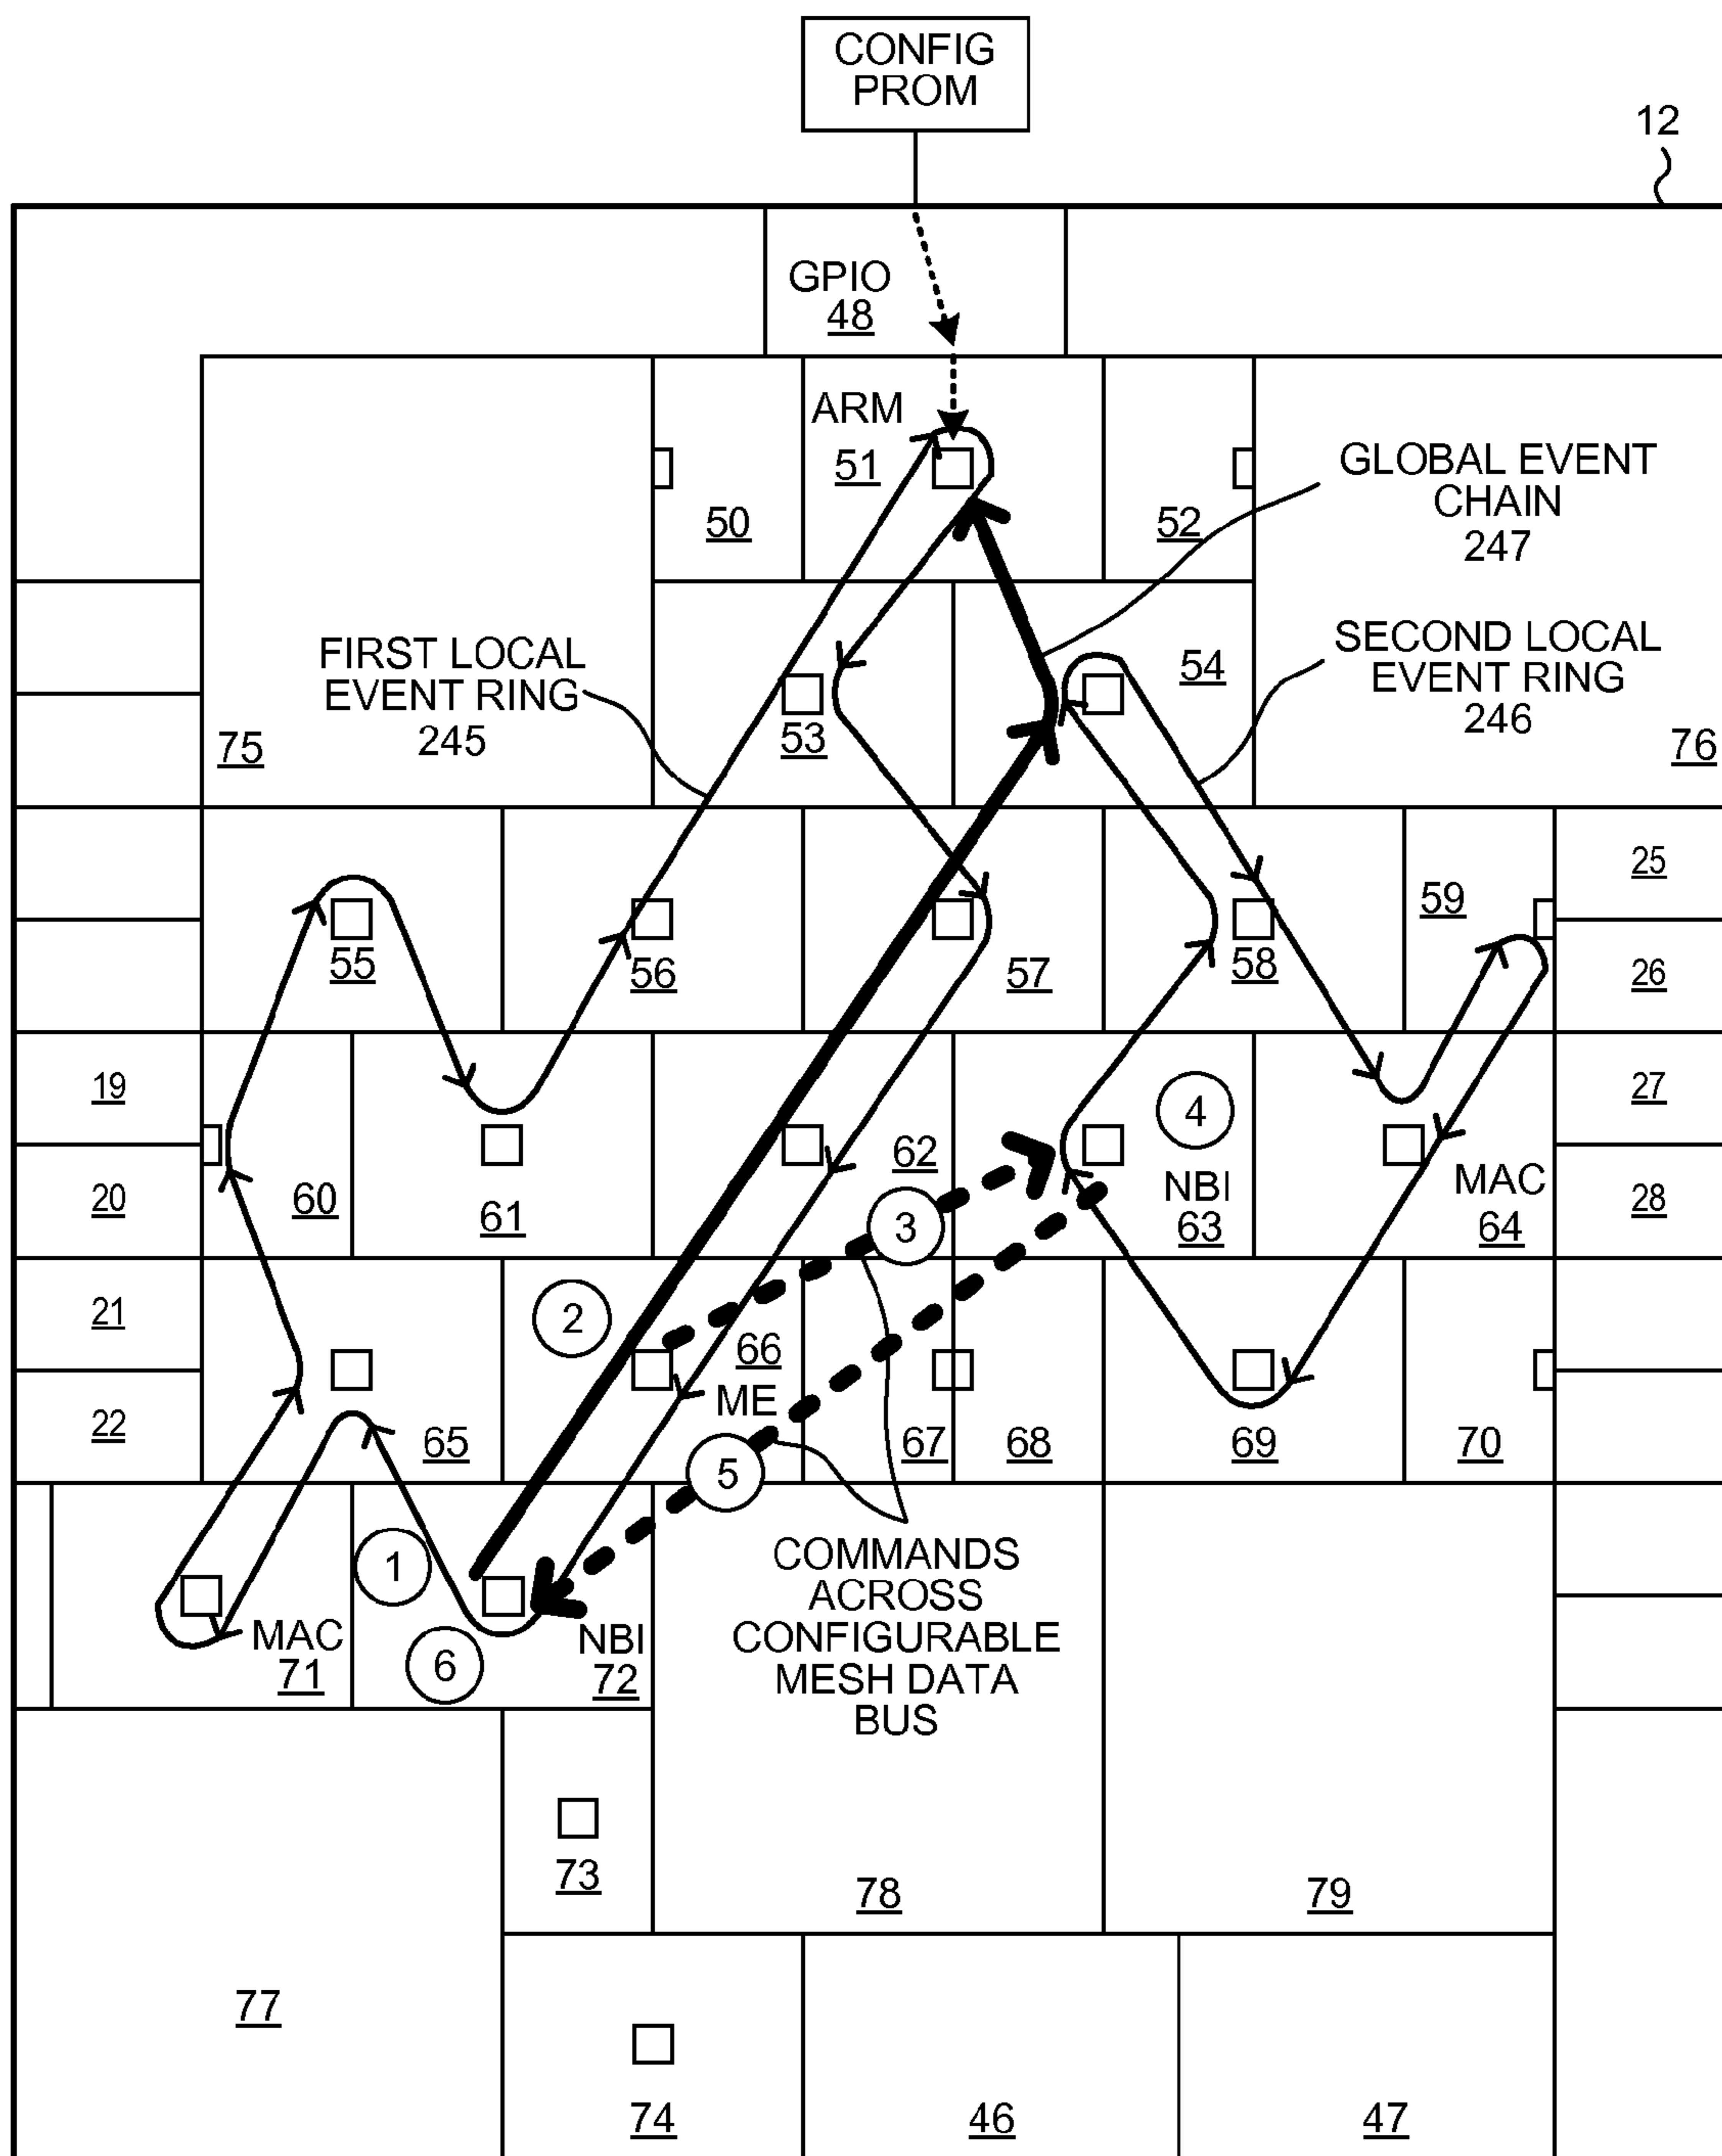 CONFIG
PROM
12
GPIO
48
ARM
51
50
52
GLOBAL EVENT
CHAIN
247
FIRST LOCAL
EVENT RING
245
SECOND LOCAL
EVENT RING
246
53
54
75
76
55
56
57
58
59
25
26
19
20
60
61
62
3
4
NBI
63
MAC
64
27
28
21
22
65
2
66
ME
5
67
68
69
70
1
6
MAC
71
NBI
72
COMMANDS
ACROSS
CONFIGURABLE
MESH DATA
BUS
73
78
79
77
74
46
47